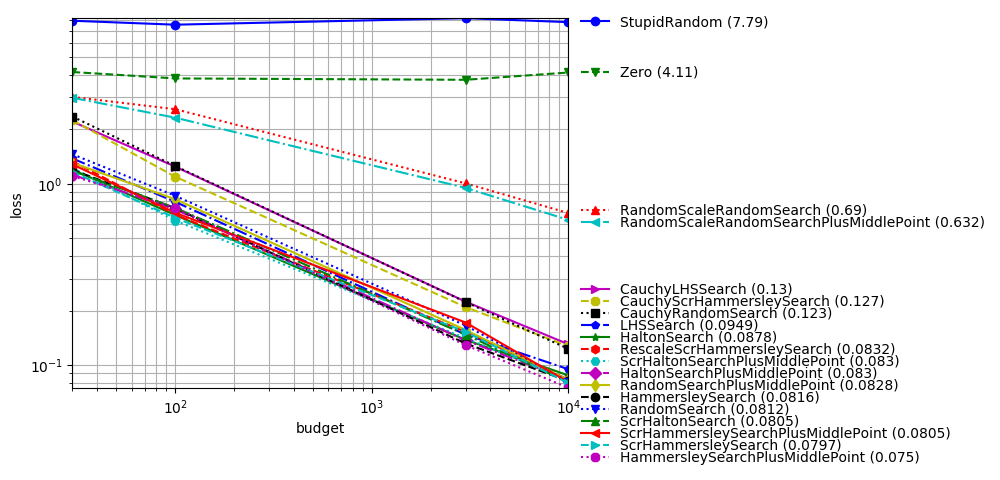 StupidRandom (7.79)
Zero (4.11)
RandomScaleRandomSearch (0.69)
RandomScaleRandomSearchPlusMiddlePoint (0.632)
CauchyLHSSearch (0.13)
CauchyScrHammersleySearch (0.127)
CauchyRandomSearch (0.123)
LHSSearch (0.0949)
HaltonSearch (0.0878)
RescaleScrHammersleySearch (0.0832)
ScrHaltonSearchPlusMiddlePoint (0.083)
HaltonSearchPlusMiddlePoint (0.083)
RandomSearchPlusMiddlePoint (0.0828)
HammersleySearch (0.0816)
RandomSearch (0.0812)
ScrHaltonSearch (0.0805)
ScrHammersleySearchPlusMiddlePoint (0.0805)
ScrHammersleySearch (0.0797)
HammersleySearchPlusMiddlePoint (0.075)
loss
10⁰
10⁻¹
10² 10³ 10⁴
budget